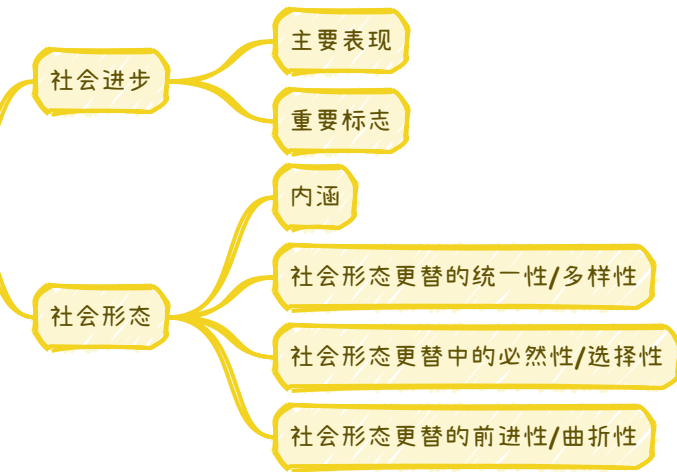 主要表现
社会进步
重要标志
内涵
社会形态更替的统一性/多样性
社会形态
社会形态更替中的必然性/选择性
社会形态更替的前进性/曲折性